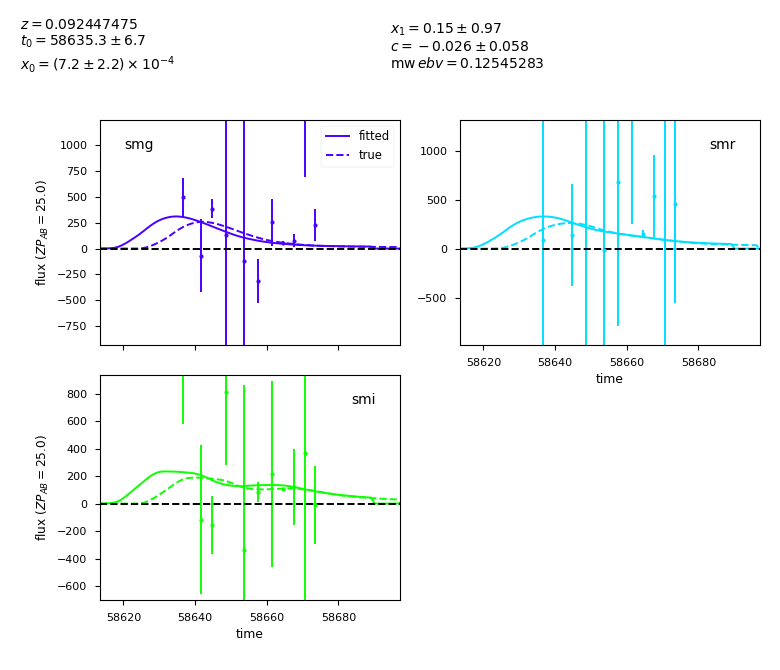 z = 0.092447475
t₀ = 58635.3 ± 6.7
x₀ = (7.2 ± 2.2) × 10⁻⁴
x₁ = 0.15 ± 0.97
c = −0.026 ± 0.058
mw ebv = 0.12545283
smg
fitted
true
1000
750
500
250
0
−250
−500
−750
flux (ZP_AB = 25.0)
smr
1000
500
0
−500
58620 58640 58660 58680
time
smi
800
600
400
200
0
−200
−400
−600
flux (ZP_AB = 25.0)
58620 58640 58660 58680
time